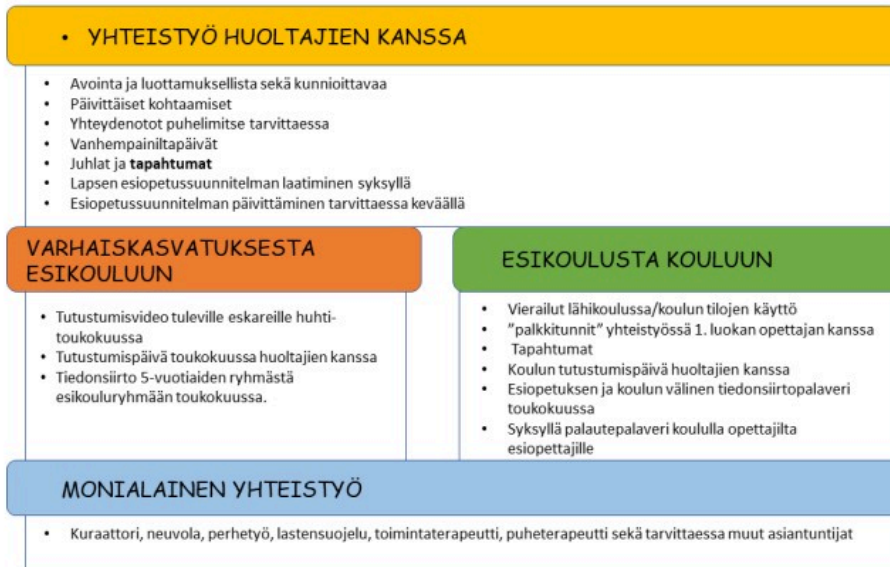 • YHTEISTYÖ HUOLTAJIEN KANSSA
• Avointa ja luottamuksellista sekä kunnioittavaa
• Päivittäiset kohtaamiset
• Yhteydenotot puhelimitse tarvittaessa
• Vanhempainiltapäivät
• Juhlat ja tapahtumat
• Lapsen esiopetussuunnitelman laatiminen syksyllä
• Esiopetussuunnitelman päivittäminen tarvittaessa keväällä
VARHAISKASVATUKSESTA
ESIKOULUUN
• Tutustumisvideo tuleville eskareille huhti-
toukokuussa
• Tutustumispäivä toukokuussa huoltajien kanssa
• Tiedonsiirto 5-vuotiaiden ryhmästä
esikouluryhmään toukokuussa.
ESIKOULUSTA KOULUUN
• Vierailut lähikoulussa/koulun tilojen käyttö
• ”palkkitunnit” yhteistyössä 1. luokan opettajan kanssa
• Tapahtumat
• Koulun tutustumispäivä huoltajien kanssa
• Esiopetuksen ja koulun välinen tiedonsiirtopalaveri
toukokuussa
• Syksyllä palautepalaveri koululla opettajilta
esiopettajille
MONIALAINEN YHTEISTYÖ
• Kuraattori, neuvola, perhetyö, lastensuojelu, toimintaterapeutti, puheterapeutti sekä tarvittaessa muut asiantuntijat